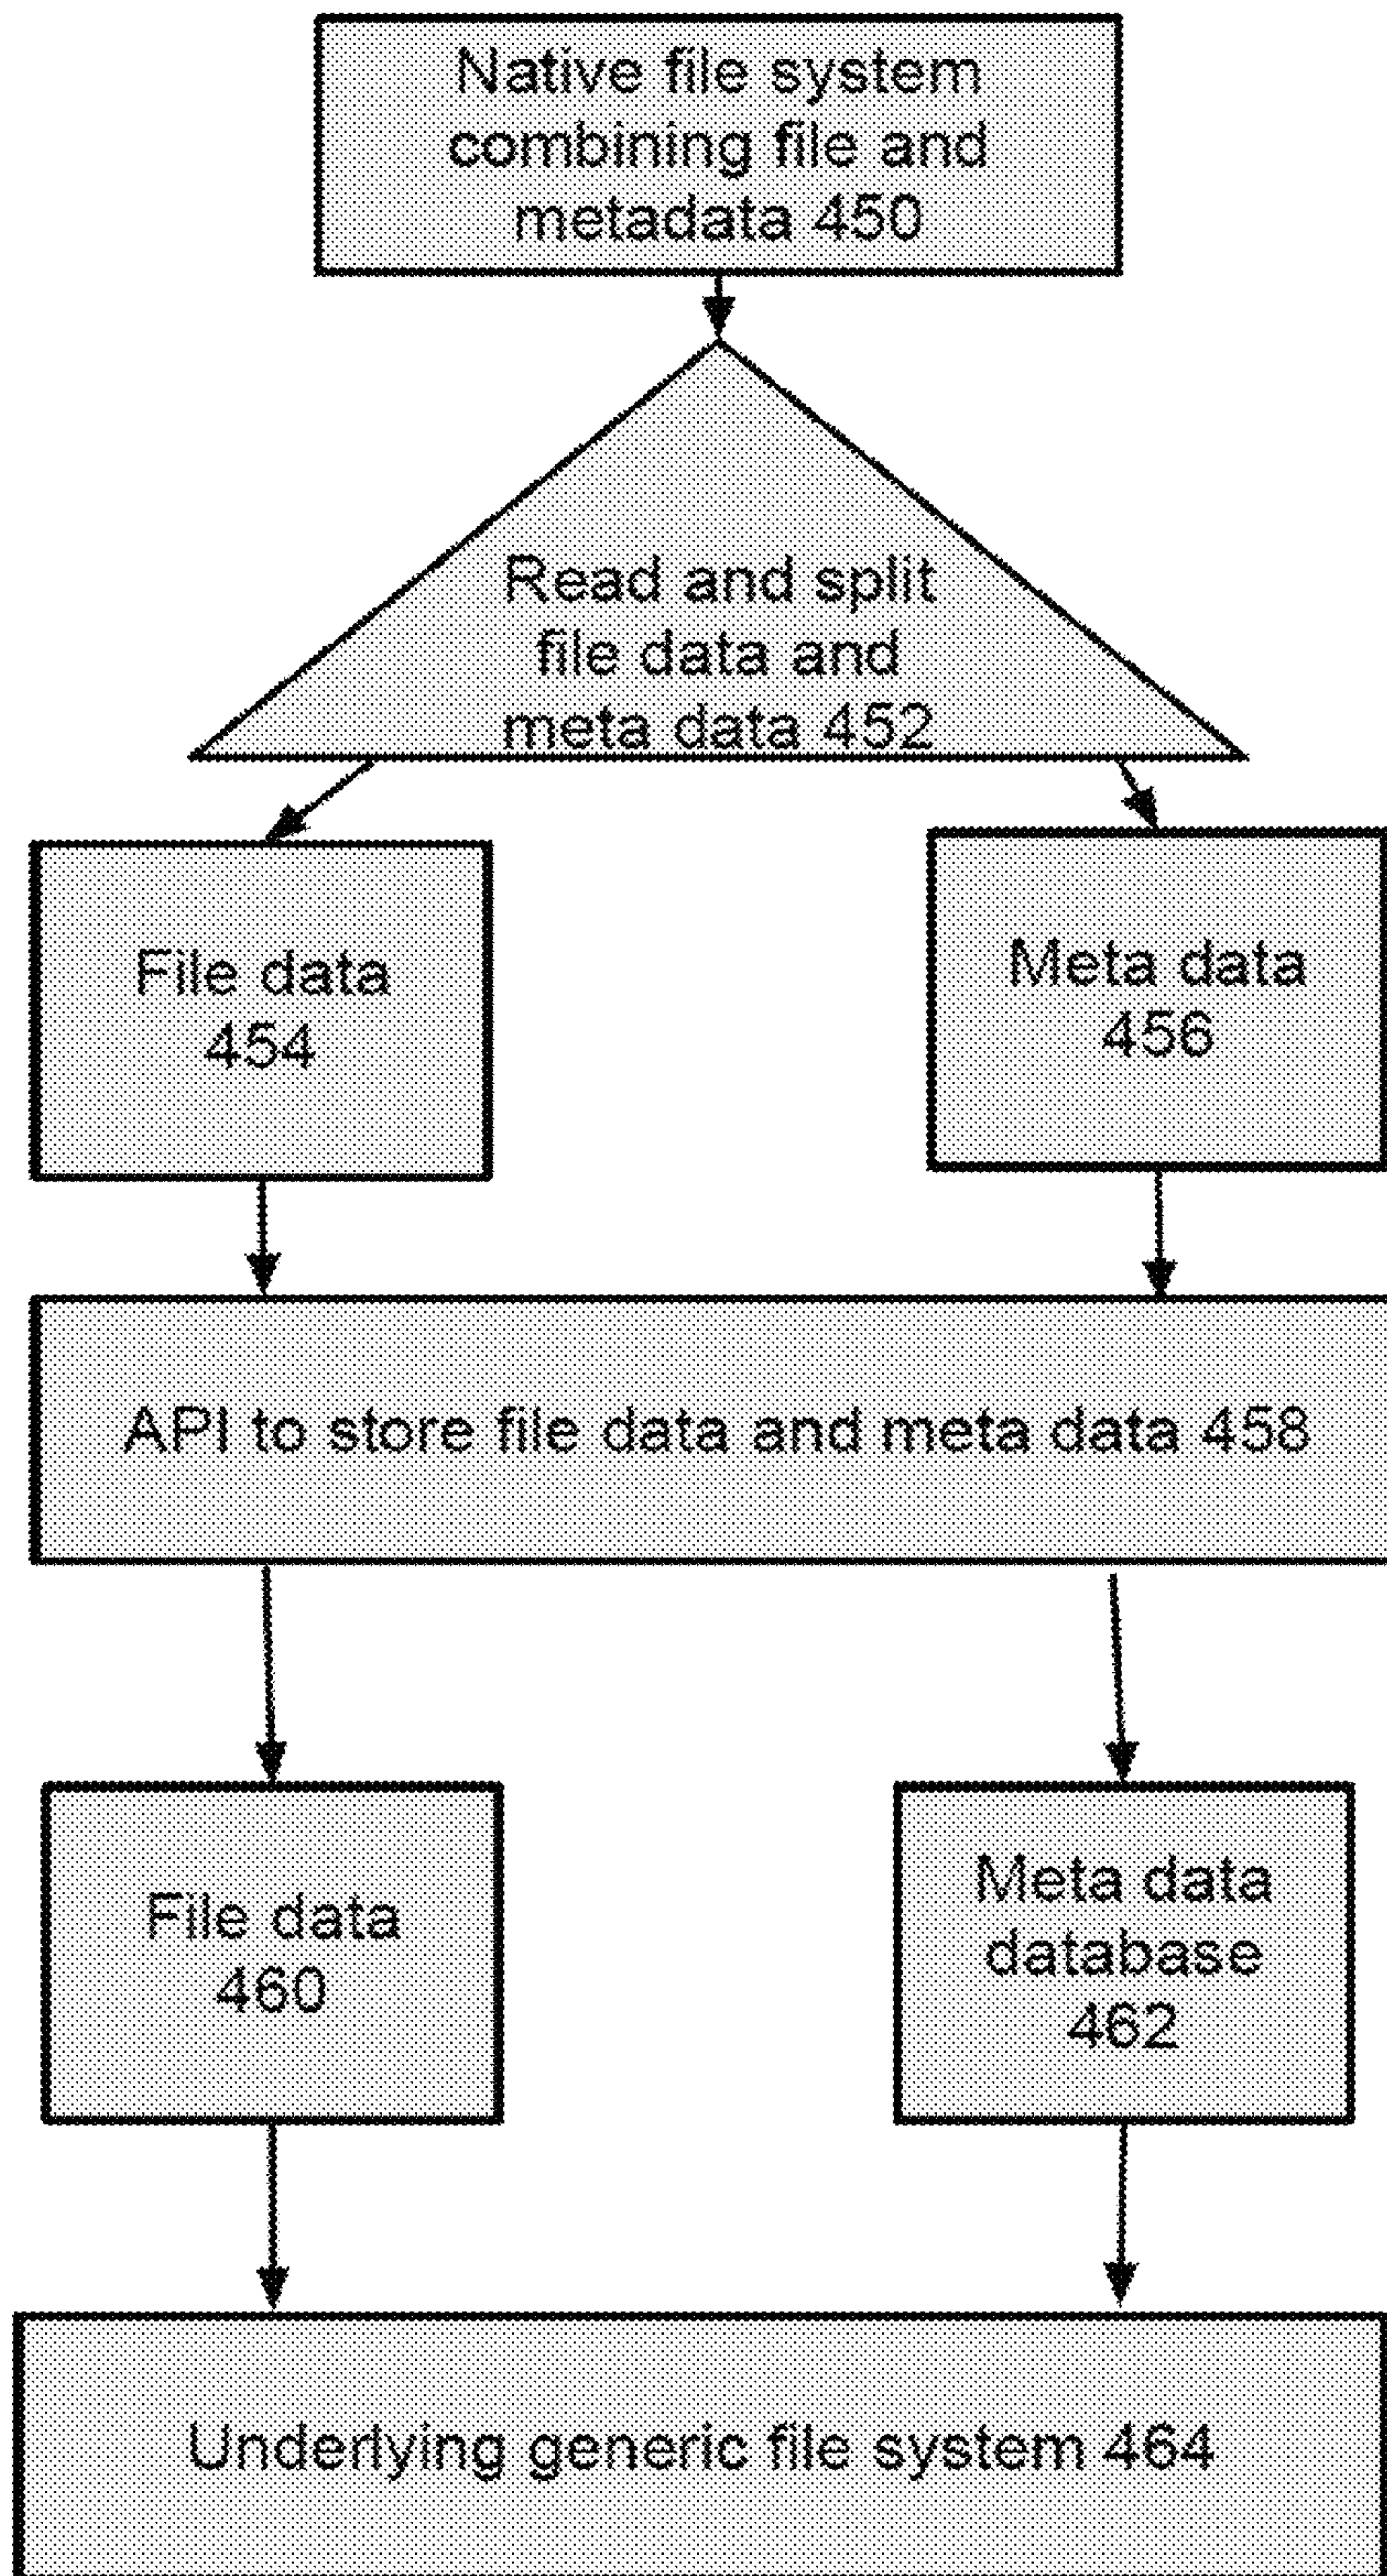 Native file system
combining file and
metadata 450
Read and split
file data and
meta data 452
File data
454
Meta data
456
API to store file data and meta data 458
File data
460
Meta data
database
462
Underlying generic file system 464